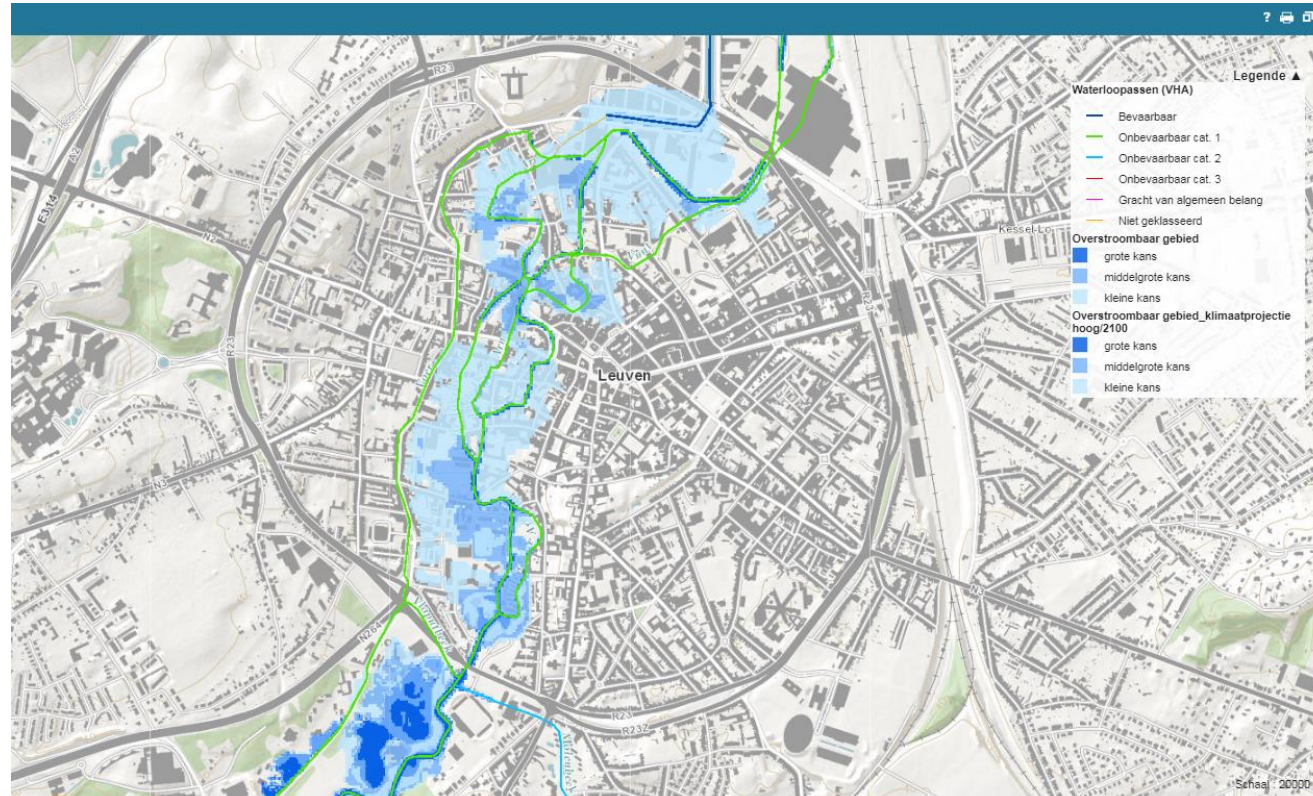 ?
Legende ▲
Waterloopassen (VHA)
Bevaarbaar
Onbevaarbaar cat. 1
Onbevaarbaar cat. 2
Onbevaarbaar cat. 3
Gracht van algemeen belang
Niet geklasseerd
Overstroombaar gebied
grote kans
middelgrote kans
kleine kans
Overstroombaar gebied_klimaatprojectie
hoog/2100
grote kans
middelgrote kans
kleine kans
R23
A2
E314
N2
Kessel-Lo
R23
R23
Leuven
N3
N3
N264
R23
R23Z
Schaal : 20000